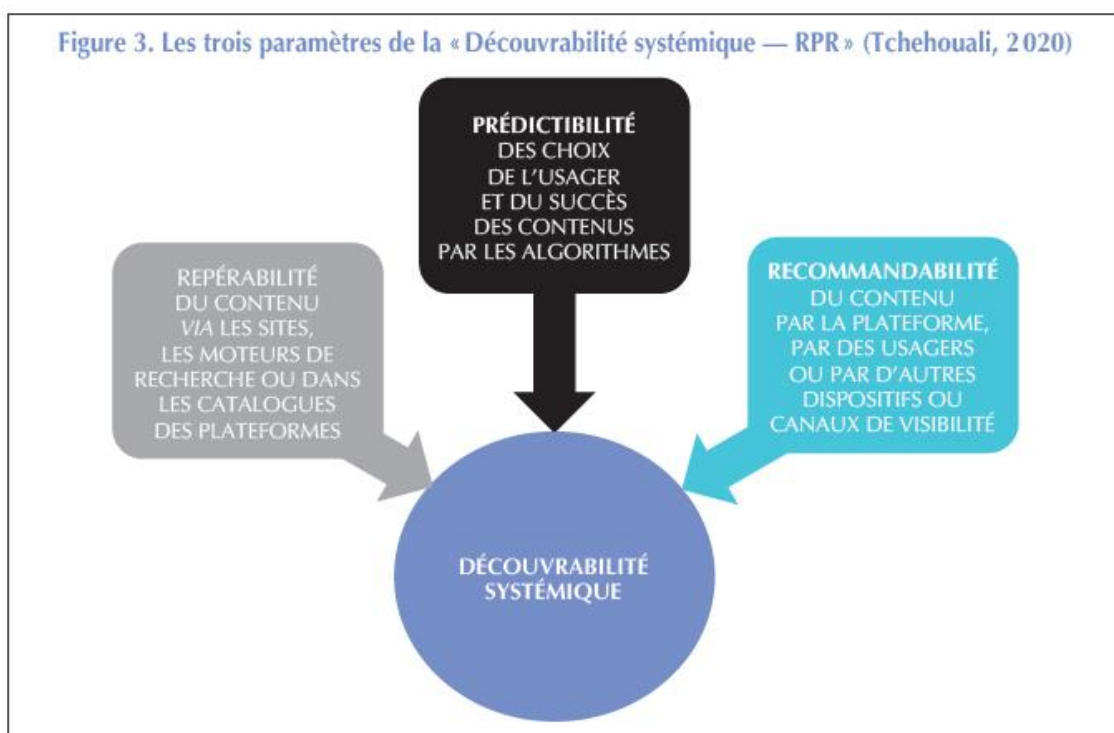 Figure 3. Les trois paramètres de la « Découvrabilité systémique — RPR » (Tchehouali, 2020)
REPÉRABILITÉ
DU CONTENU
VIA LES SITES,
LES MOTEURS DE
RECHERCHE OU DANS
LES CATALOGUES
DES PLATEFORMES
PRÉDICTIBILITÉ
DES CHOIX
DE L’USAGER
ET DU SUCCÈS
DES CONTENUS
PAR LES ALGORITHMES
RECOMMANDABILITÉ
DU CONTENU
PAR LA PLATEFORME,
PAR DES USAGERS
OU PAR D’AUTRES
DISPOSITIFS OU
CANAUX DE VISIBILITÉ
DÉCOUVRABILITÉ
SYSTÉMIQUE